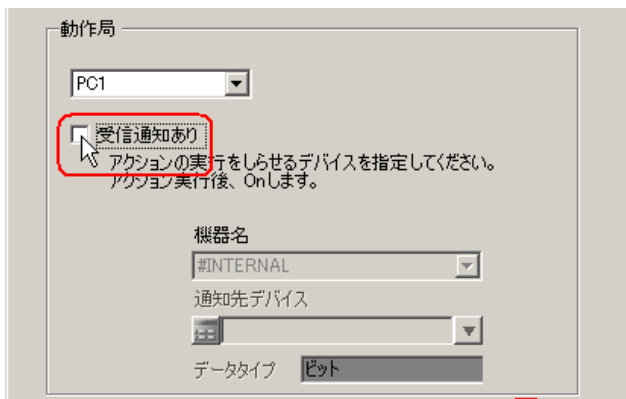 動作局
PC1
受信通知あり
アクションの実行をしらせるデバイスを指定してください。
アクション実行後、Onします。
機器名
#INTERNAL
通知先デバイス
データタイプ ビット